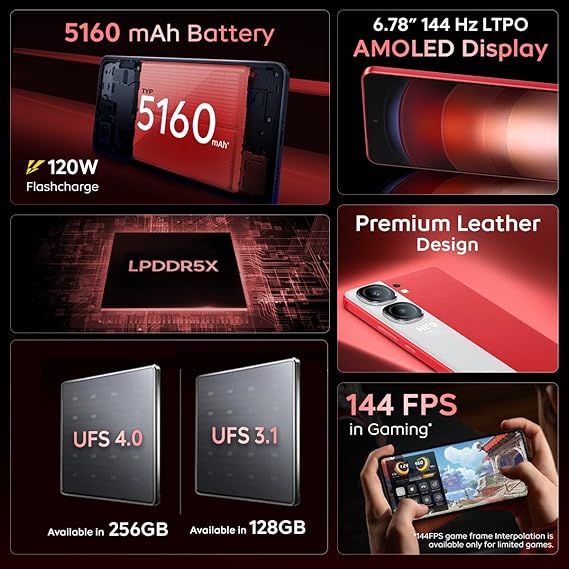 5160 mAh Battery
TYP
5160
mAh*
120W
Flashcharge
6.78” 144 Hz LTPO
AMOLED Display
LPDDR5X
Premium Leather
Design
NEO
UFS 4.0
UFS 3.1
Available in 256GB
Available in 128GB
144 FPS
in Gaming*
*144FPS game frame Interpolation is
available only for limited games.